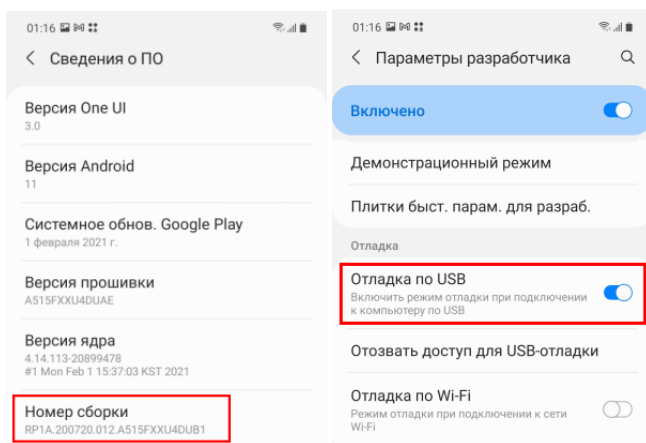 01:16
Сведения о ПО
Версия One UI
3.0
Версия Android
11
Системное обнов. Google Play
1 февраля 2021 г.
Версия прошивки
A515FXXU4DUAE
Версия ядра
4.14.113-20899478
#1 Mon Feb 1 15:37:03 KST 2021
Номер сборки
RP1A.200720.012.A515FXXU4DUB1
01:16
Параметры разработчика
Включено
Демонстрационный режим
Плитки быст. парам. для разраб.
Отладка
Отладка по USB
Включить режим отладки при подключении
к компьютеру по USB
Отозвать доступ для USB-отладки
Отладка по Wi-Fi
Режим отладки при подключении к сети
Wi-Fi